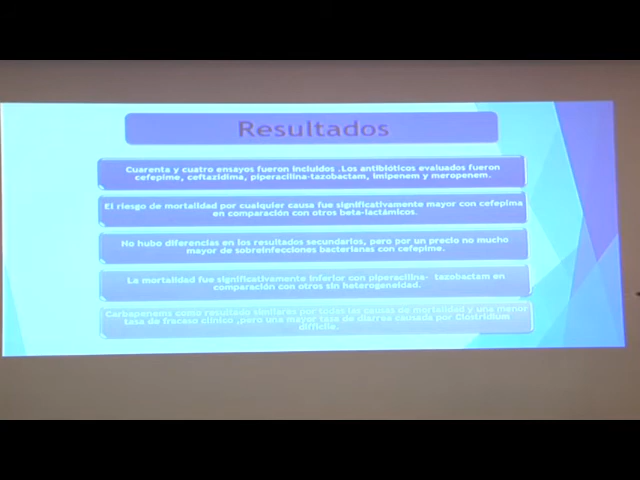 Resultados
Cuarenta y cuatro ensayos fueron incluidos .Los antibióticos evaluados fueron
cefepime, ceftazidima, piperacilina-tazobactam, imipenem y meropenem.
El riesgo de mortalidad por cualquier causa fue significativamente mayor con cefepima
en comparación con otros beta-lactámicos.
No hubo diferencias en los resultados secundarios, pero por un precio no mucho
mayor de sobreinfecciones bacterianas con cefepime.
La mortalidad fue significativamente inferior con piperacilina- tazobactam en
comparación con otros sin heterogeneidad.
Carbapenems como resultado similares por todas las causas de mortalidad y una menor
tasa de fracaso clínico ,pero una mayor tasa de diarrea causada por Clostridium
difficile.